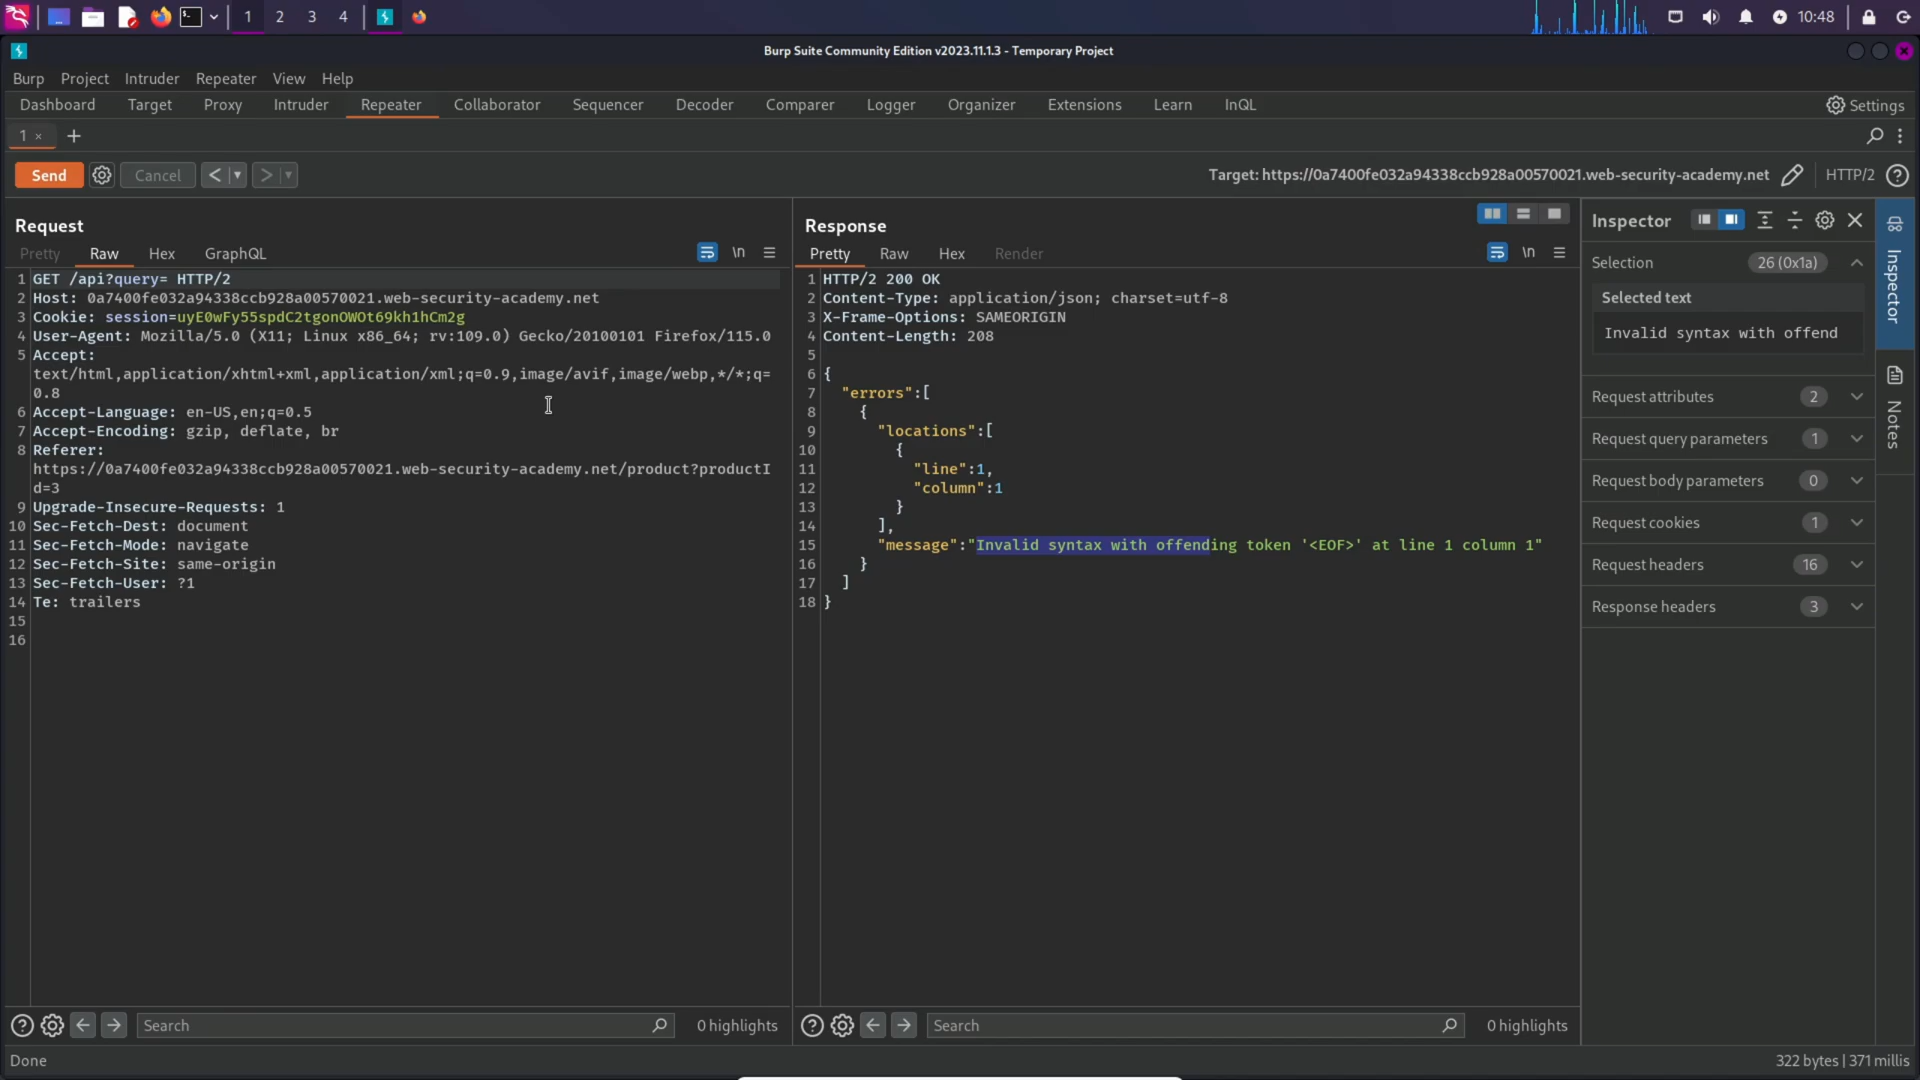 1 2 3 4 10:48
Burp Suite Community Edition v2023.11.1.3 - Temporary Project
Burp Project Intruder Repeater View Help
Dashboard Target Proxy Intruder Repeater Collaborator Sequencer Decoder Comparer Logger Organizer Extensions Learn InQL Settings
1 × +
Send Cancel < > Target: https://0a7400fe032a94338ccb928a00570021.web-security-academy.net HTTP/2 ?
Request
Pretty Raw Hex GraphQL \n
1 GET /api?query= HTTP/2
2 Host: 0a7400fe032a94338ccb928a00570021.web-security-academy.net
3 Cookie: session=uyE0wFy55spdC2tgonOWOt69kh1hCm2g
4 User-Agent: Mozilla/5.0 (X11; Linux x86_64; rv:109.0) Gecko/20100101 Firefox/115.0
5 Accept:
text/html,application/xhtml+xml,application/xml;q=0.9,image/avif,image/webp,*/*;q=
0.8
6 Accept-Language: en-US,en;q=0.5
7 Accept-Encoding: gzip, deflate, br
8 Referer:
https://0a7400fe032a94338ccb928a00570021.web-security-academy.net/product?productI
d=3
9 Upgrade-Insecure-Requests: 1
10 Sec-Fetch-Dest: document
11 Sec-Fetch-Mode: navigate
12 Sec-Fetch-Site: same-origin
13 Sec-Fetch-User: ?1
14 Te: trailers
15
16
Response
Pretty Raw Hex Render \n
1 HTTP/2 200 OK
2 Content-Type: application/json; charset=utf-8
3 X-Frame-Options: SAMEORIGIN
4 Content-Length: 208
5
6 {
7 "errors":[
8 {
9 "locations":[
10 {
11 "line":1,
12 "column":1
13 }
14 ],
15 "message":"Invalid syntax with offending token '<EOF>' at line 1 column 1"
16 }
17 ]
18 }
Inspector
Selection 26 (0x1a)
Selected text
Invalid syntax with offend
Request attributes 2
Request query parameters 1
Request body parameters 0
Request cookies 1
Request headers 16
Response headers 3
Inspector
Notes
? Search 0 highlights
? Search 0 highlights
Done 322 bytes | 371 millis